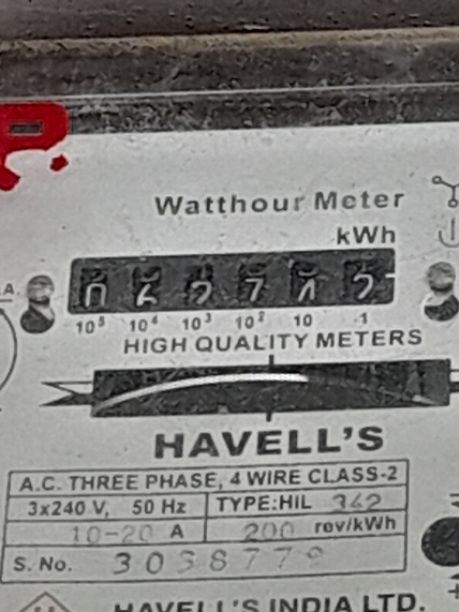 Watthour Meter
kWh
10⁵ 10⁴ 10³ 10² 10 1
HIGH QUALITY METERS
HAVELL'S
A.C. THREE PHASE, 4 WIRE CLASS-2
3x240 V, 50 Hz TYPE:HIL 342
10-20 A 200 rev/kWh
S. No.
HAVELL'S INDIA LTD.